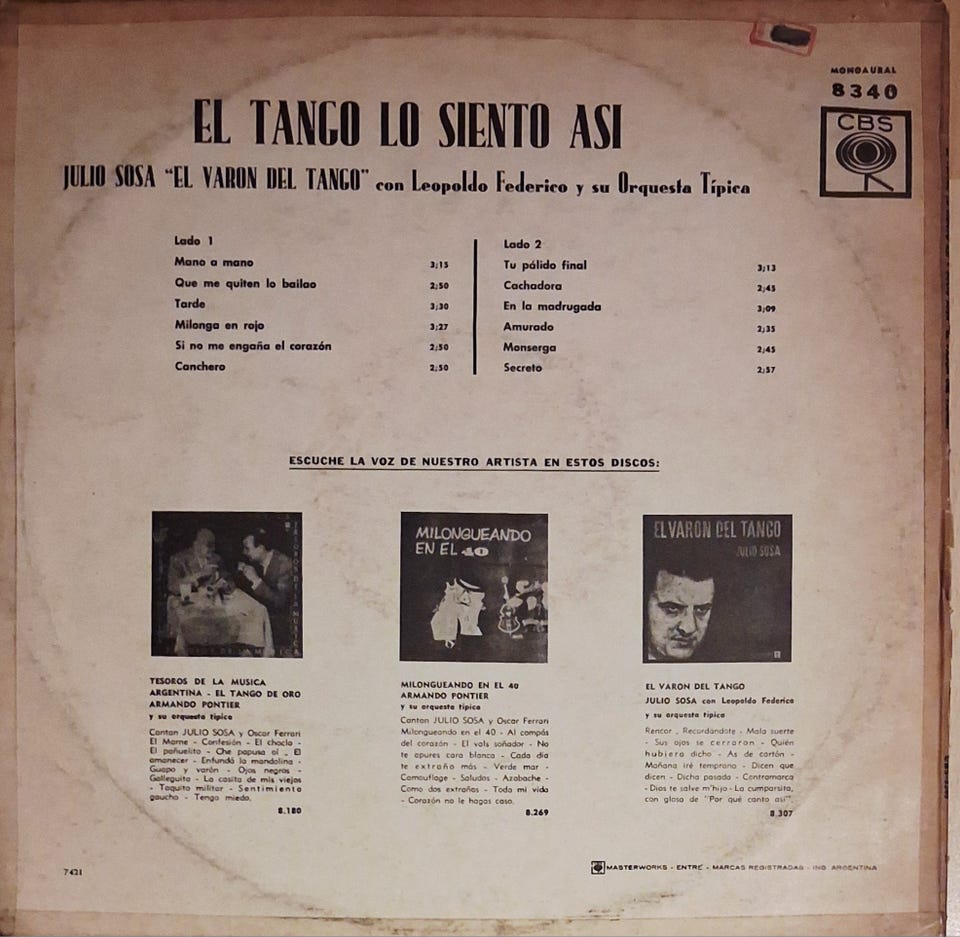 MONOAURAL
8340
CBS
EL TANGO LO SIENTO ASI
JULIO SOSA "EL VARON DEL TANGO" con Leopoldo Federico y su Orquesta Típica
Lado 1
Mano a mano 3;15
Que me quiten lo bailao 2;50
Tarde 3;30
Milonga en rojo 3;27
Si no me engaña el corazón 2;50
Canchero 2;50
Lado 2
Tu pálido final 3;13
Cachadora 2;45
En la madrugada 3;09
Amurado 2;35
Monserga 2;45
Secreto 2;57
ESCUCHE LA VOZ DE NUESTRO ARTISTA EN ESTOS DISCOS:
MILONGUEANDO
EN EL 40
EL VARON DEL TANGO
JULIO SOSA
TESOROS DE LA MUSICA
ARGENTINA - EL TANGO DE ORO
ARMANDO PONTIER
y su orquesta típica
Cantan JULIO SOSA y Oscar Ferrari
El Marne - Confesión - El choclo -
El pañuelito - Che papusa oí - El
amanecer - Enfundá la mandolina -
Guapo y varón - Ojos negros -
Galleguita - La casita de mis viejos
- Taquito militar - Sentimiento
gaucho - Tengo miedo.
8.180
MILONGUEANDO EN EL 40
ARMANDO PONTIER
y su orquesta típica
Cantan JULIO SOSA y Oscar Ferrari
Milongueando en el 40 - Al compás
del corazón - El vals soñador - No
te apures cara blanca - Cada día
te extraño más - Verde mar -
Camouflage - Saludos - Azabache -
Como dos extraños - Toda mi vida
- Corazón no le hagas caso.
8.269
EL VARON DEL TANGO
JULIO SOSA con Leopoldo Federico
y su orquesta típica
Rencor - Recordándote - Mala suerte
- Sus ojos se cerraron - Quién
hubiera dicho - As de cartón -
Mañana iré temprano - Dicen que
dicen - Dicha pasada - Contramarca
- Dios te salve m'hijo - La cumparsita,
con glosa de "Por qué canto así".
8.307
7421
MASTERWORKS - ENTRÉ - MARCAS REGISTRADAS - IND. ARGENTINA